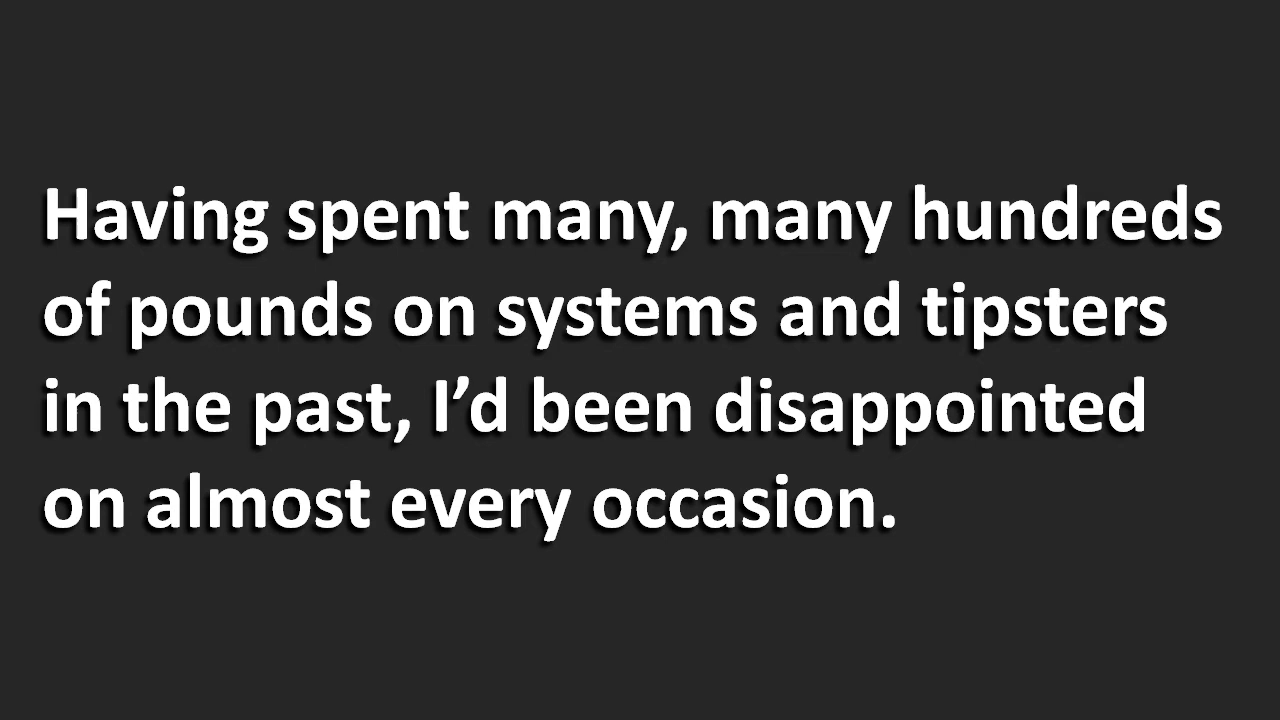 Having spent many, many hundreds
of pounds on systems and tipsters
in the past, I’d been disappointed
on almost every occasion.